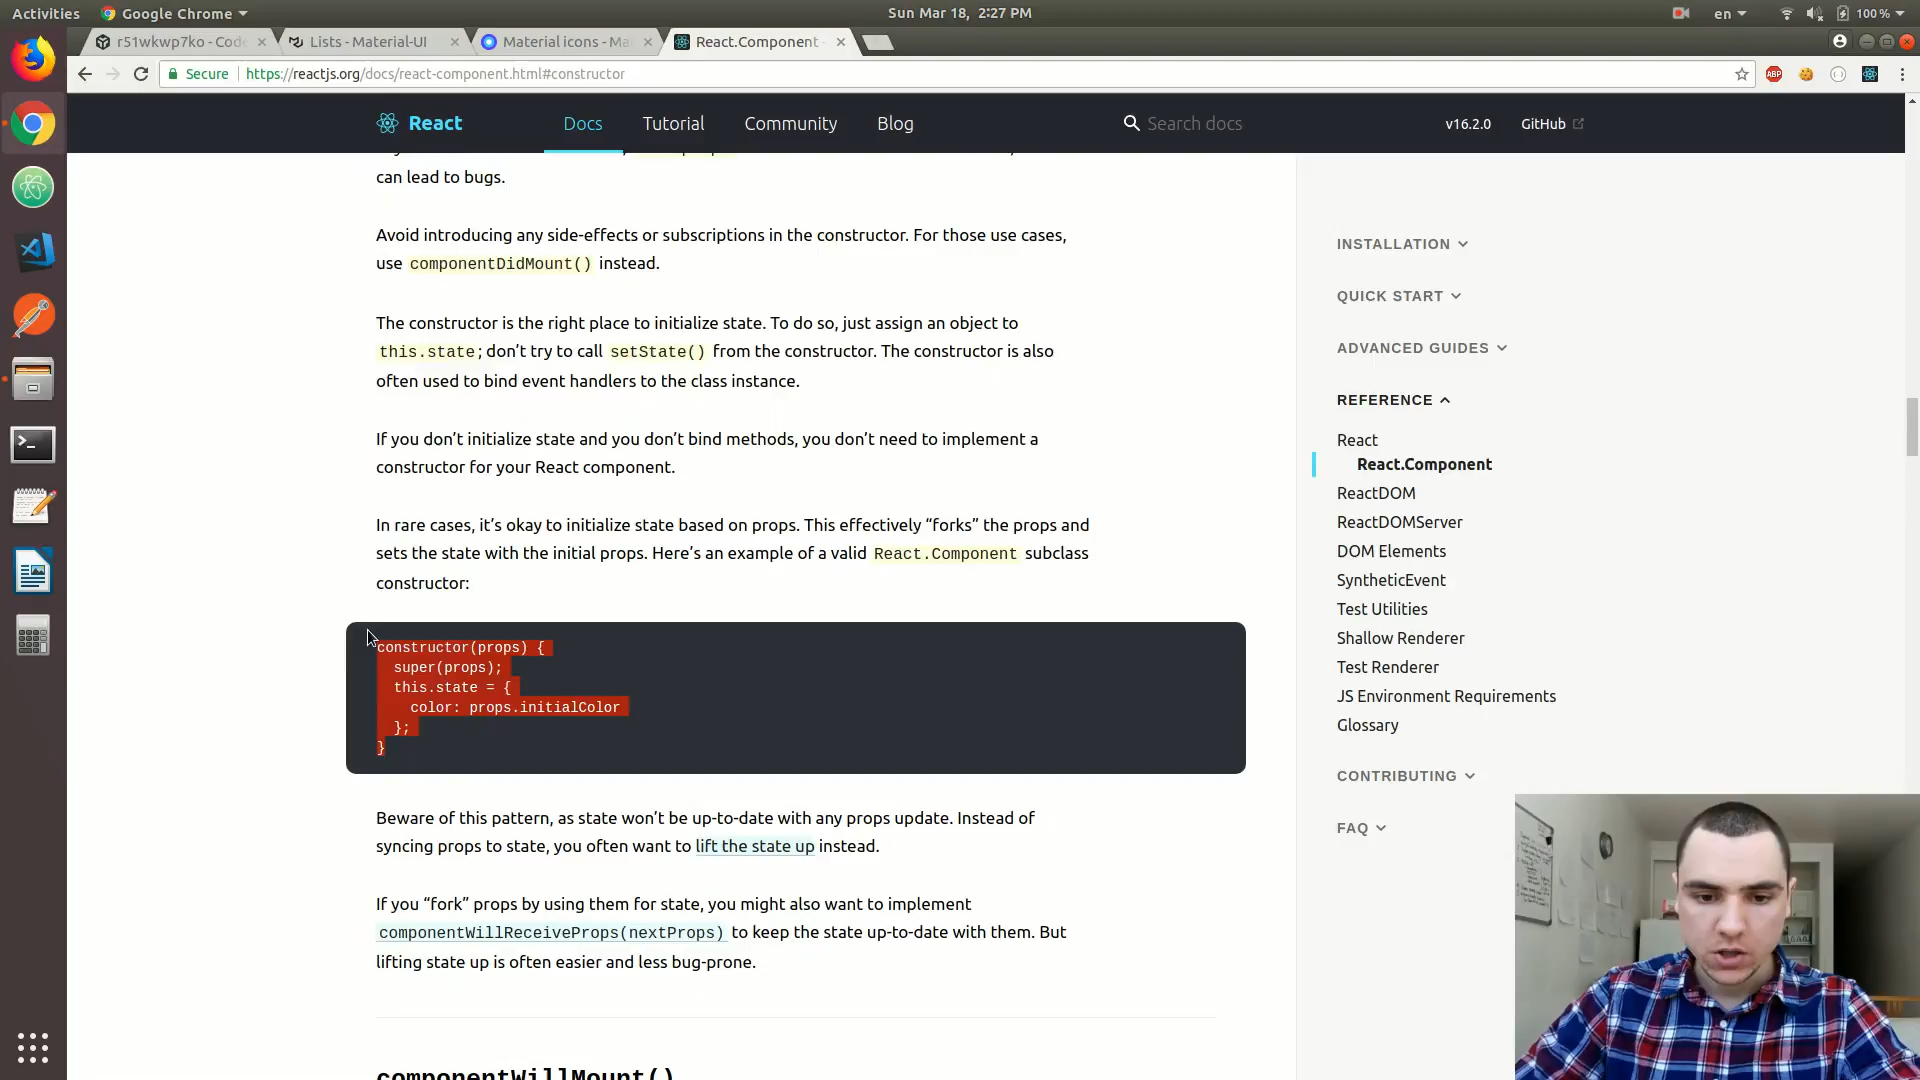 Activities
Google Chrome
Sun Mar 18, 2:27 PM
en
100 %
r51wkwp7ko - Code
Lists - Material-UI
Material icons - Ma
React.Component -
Secure
https://reactjs.org/docs/react-component.html#constructor
ABP
React
Docs
Tutorial
Community
Blog
Search docs
v16.2.0
GitHub
can lead to bugs.
Avoid introducing any side-effects or subscriptions in the constructor. For those use cases,
use componentDidMount() instead.
The constructor is the right place to initialize state. To do so, just assign an object to
this.state; don’t try to call setState() from the constructor. The constructor is also
often used to bind event handlers to the class instance.
If you don’t initialize state and you don’t bind methods, you don’t need to implement a
constructor for your React component.
In rare cases, it’s okay to initialize state based on props. This effectively “forks” the props and
sets the state with the initial props. Here’s an example of a valid React.Component subclass
constructor:
constructor(props) {
super(props);
this.state = {
color: props.initialColor
};
}
Beware of this pattern, as state won’t be up-to-date with any props update. Instead of
syncing props to state, you often want to lift the state up instead.
If you “fork” props by using them for state, you might also want to implement
componentWillReceiveProps(nextProps) to keep the state up-to-date with them. But
lifting state up is often easier and less bug-prone.
componentWillMount()
INSTALLATION
QUICK START
ADVANCED GUIDES
REFERENCE
React
React.Component
ReactDOM
ReactDOMServer
DOM Elements
SyntheticEvent
Test Utilities
Shallow Renderer
Test Renderer
JS Environment Requirements
Glossary
CONTRIBUTING
FAQ